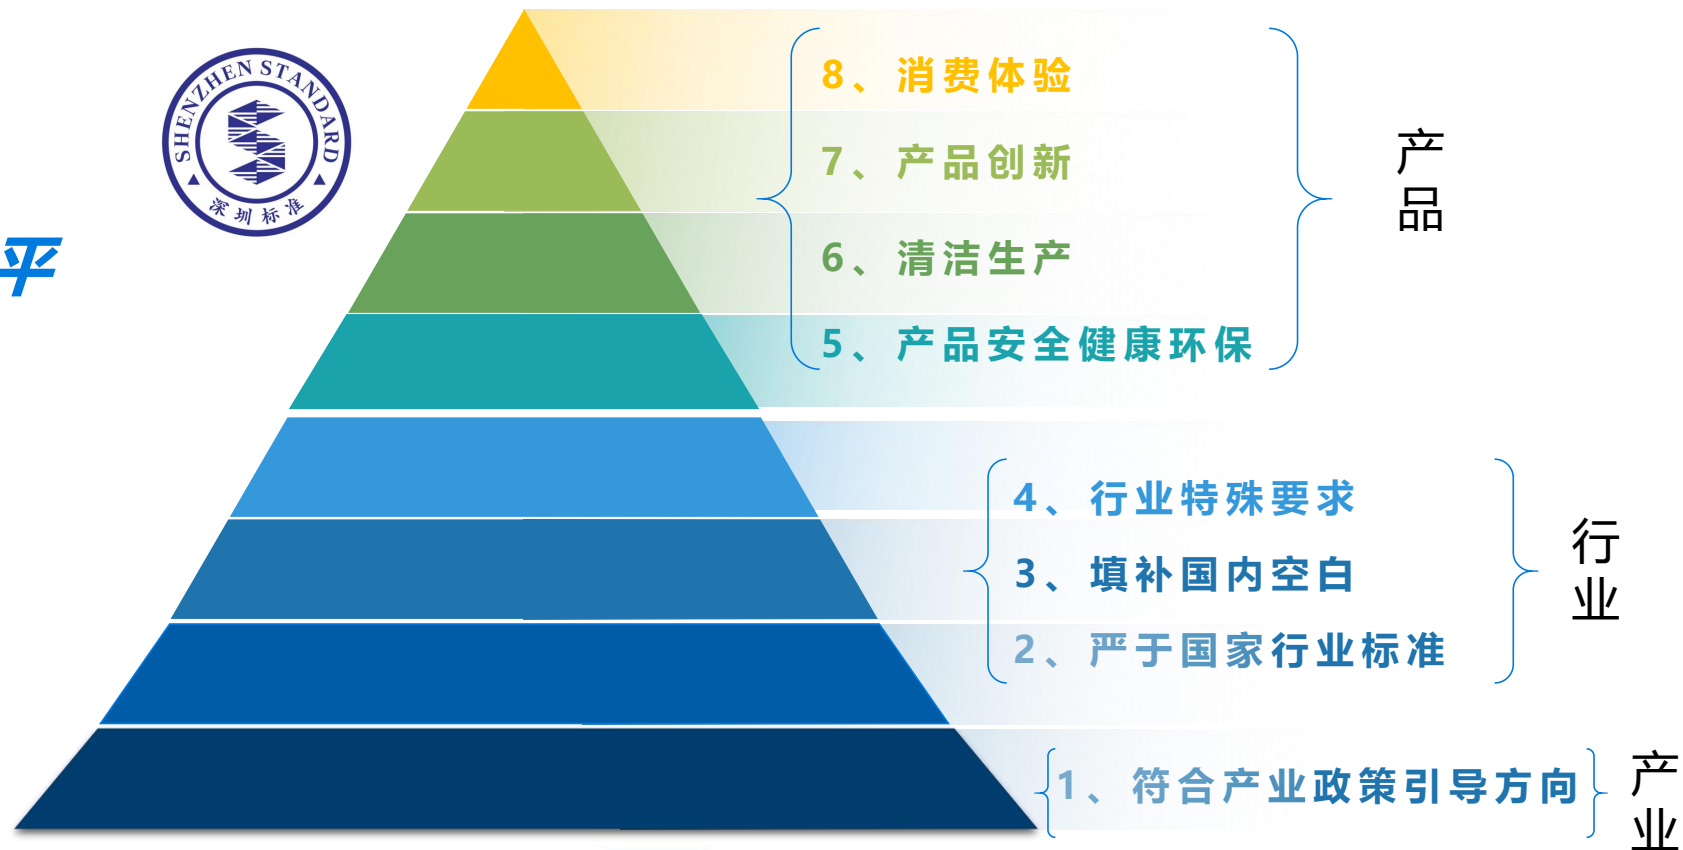 SHENZHEN STANDARD
深圳标准
平
8、消费体验
7、产品创新
6、清洁生产
5、产品安全健康环保
产品
4、行业特殊要求
3、填补国内空白
2、严于国家行业标准
行业
1、符合产业政策引导方向
产业